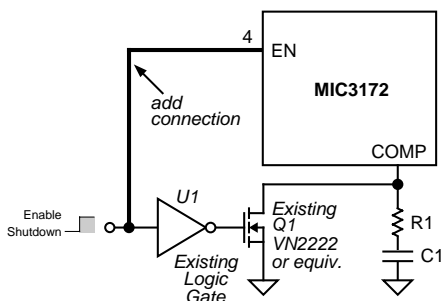 4
EN
MIC3172
add
connection
COMP
U1
Enable
Shutdown
Existing
Q1
VN2222
or equiv.
R1
C1
Existing
Logic
Gate